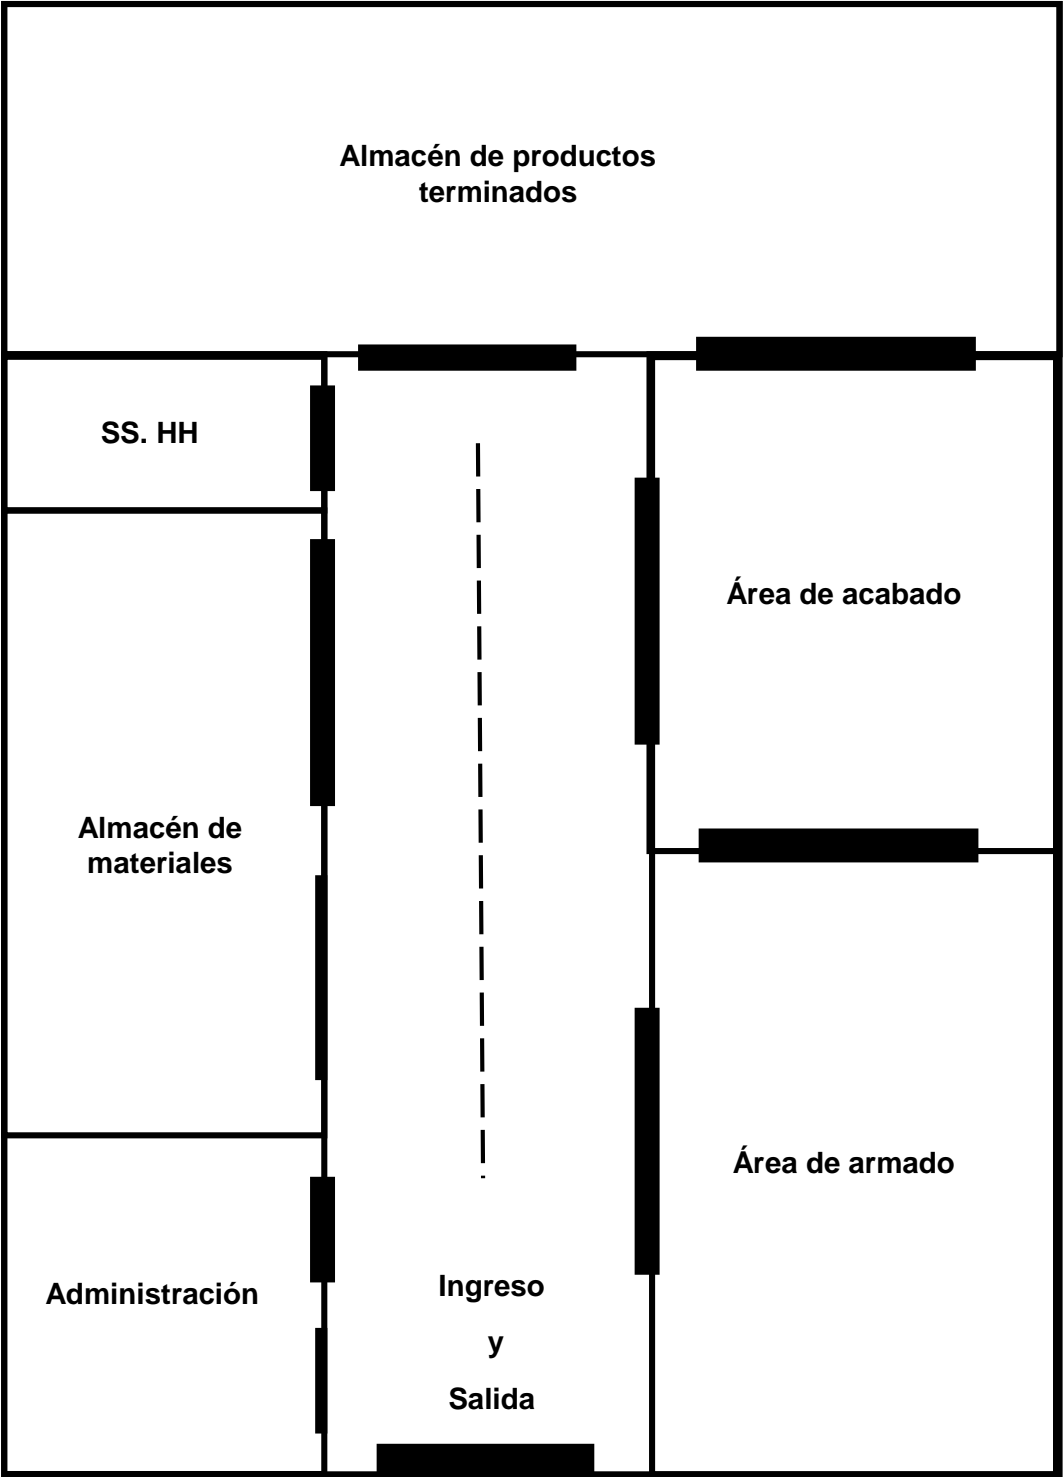 Almacén de productos
terminados
SS. HH
Área de acabado
Almacén de
materiales
Área de armado
Administración
Ingreso
y
Salida